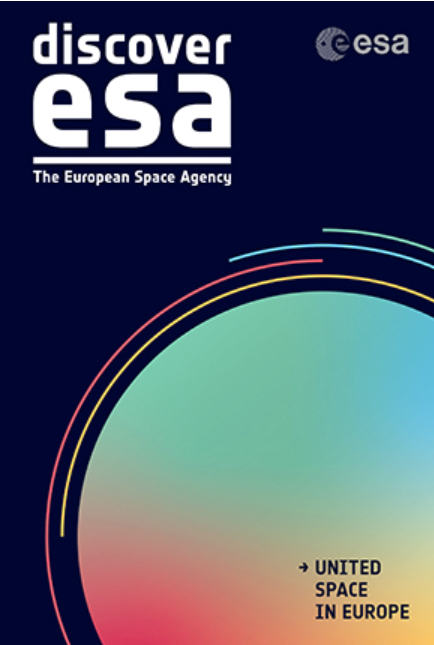 discover
esa
The European Space Agency
esa
→ UNITED
SPACE
IN EUROPE